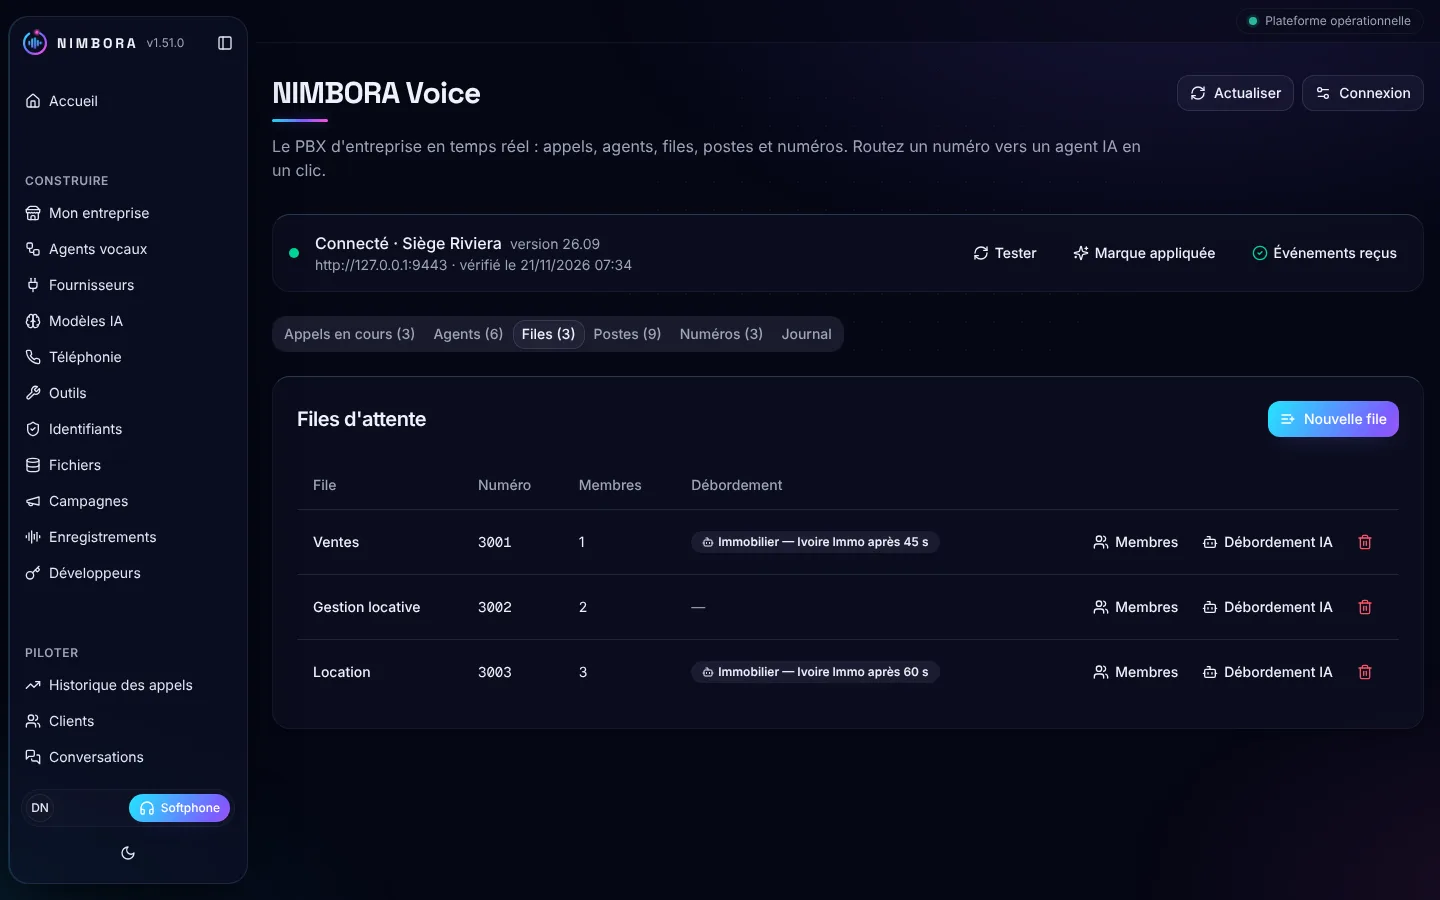 NIMBORA v1.51.0
Plateforme opérationnelle
Accueil
CONSTRUIRE
Mon entreprise
Agents vocaux
Fournisseurs
Modèles IA
Téléphonie
Outils
Identifiants
Fichiers
Campagnes
Enregistrements
Développeurs
PILOTER
Historique des appels
Clients
Conversations
DN
Softphone
NIMBORA Voice
Actualiser
Connexion
Le PBX d'entreprise en temps réel : appels, agents, files, postes et numéros. Routez un numéro vers un agent IA en
un clic.
Connecté · Siège Riviera version 26.09
http://127.0.0.1:9443 · vérifié le 21/11/2026 07:34
Tester
Marque appliquée
Événements reçus
Appels en cours (3) Agents (6) Files (3) Postes (9) Numéros (3) Journal
Files d'attente
Nouvelle file
File Numéro Membres Débordement
Ventes 3001 1 Immobilier — Ivoire Immo après 45 s Membres Débordement IA
Gestion locative 3002 2 — Membres Débordement IA
Location 3003 3 Immobilier — Ivoire Immo après 60 s Membres Débordement IA